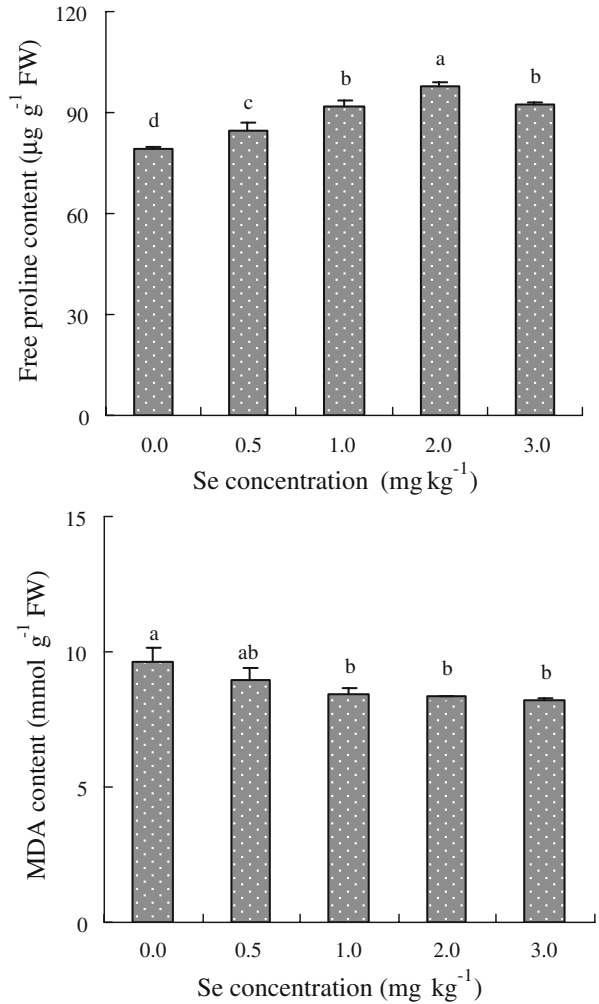 120
90
60
30
0
Free proline content (µg g⁻¹ FW)
d
c
b
a
b
0.0 0.5 1.0 2.0 3.0
Se concentration (mg kg⁻¹)
15
10
5
0
MDA content (mmol g⁻¹ FW)
a
ab
b
b
b
0.0 0.5 1.0 2.0 3.0
Se concentration (mg kg⁻¹)